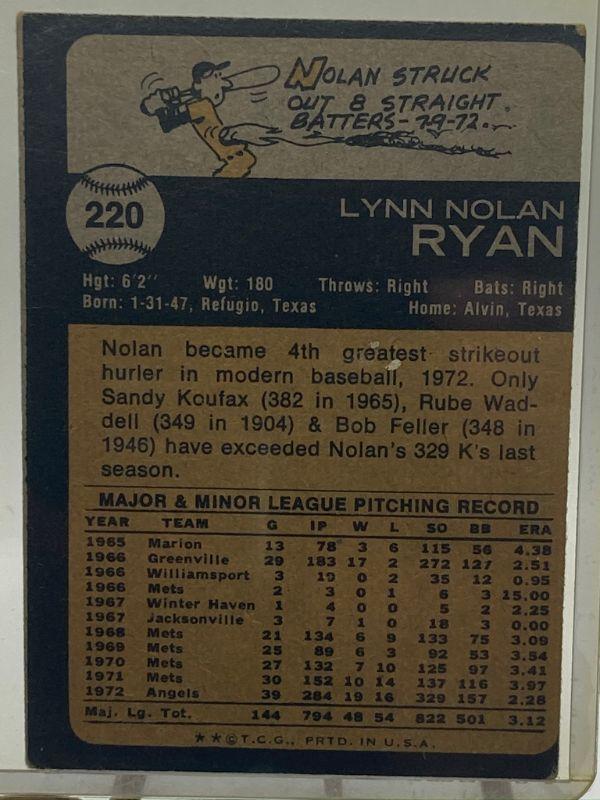 NOLAN STRUCK
OUT 8 STRAIGHT
BATTERS-7-9-72...
220
LYNN NOLAN
RYAN
Hgt: 6'2" Wgt: 180 Throws: Right Bats: Right
Born: 1-31-47, Refugio, Texas Home: Alvin, Texas
Nolan became 4th greatest strikeout
hurler in modern baseball, 1972. Only
Sandy Koufax (382 in 1965), Rube Wad-
dell (349 in 1904) & Bob Feller (348 in
1946) have exceeded Nolan's 329 K's last
season.
MAJOR & MINOR LEAGUE PITCHING RECORD
YEAR TEAM G IP W L SO BB ERA
1965 Marion 13 78 3 6 115 56 4.38
1966 Greenville 29 183 17 2 272 127 2.51
1966 Williamsport 3 19 0 2 35 12 0.95
1966 Mets 2 3 0 1 6 3 15.00
1967 Winter Haven 1 4 0 0 5 2 2.25
1967 Jacksonville 3 7 1 0 18 3 0.00
1968 Mets 21 134 6 9 133 75 3.09
1969 Mets 25 89 6 3 92 53 3.54
1970 Mets 27 132 7 10 125 97 3.41
1971 Mets 30 152 10 14 137 116 3.97
1972 Angels 39 284 19 16 329 157 2.28
Maj. Lg. Tot. 144 794 48 54 822 501 3.12
★★©T.C.G., PRTD. IN U.S.A.